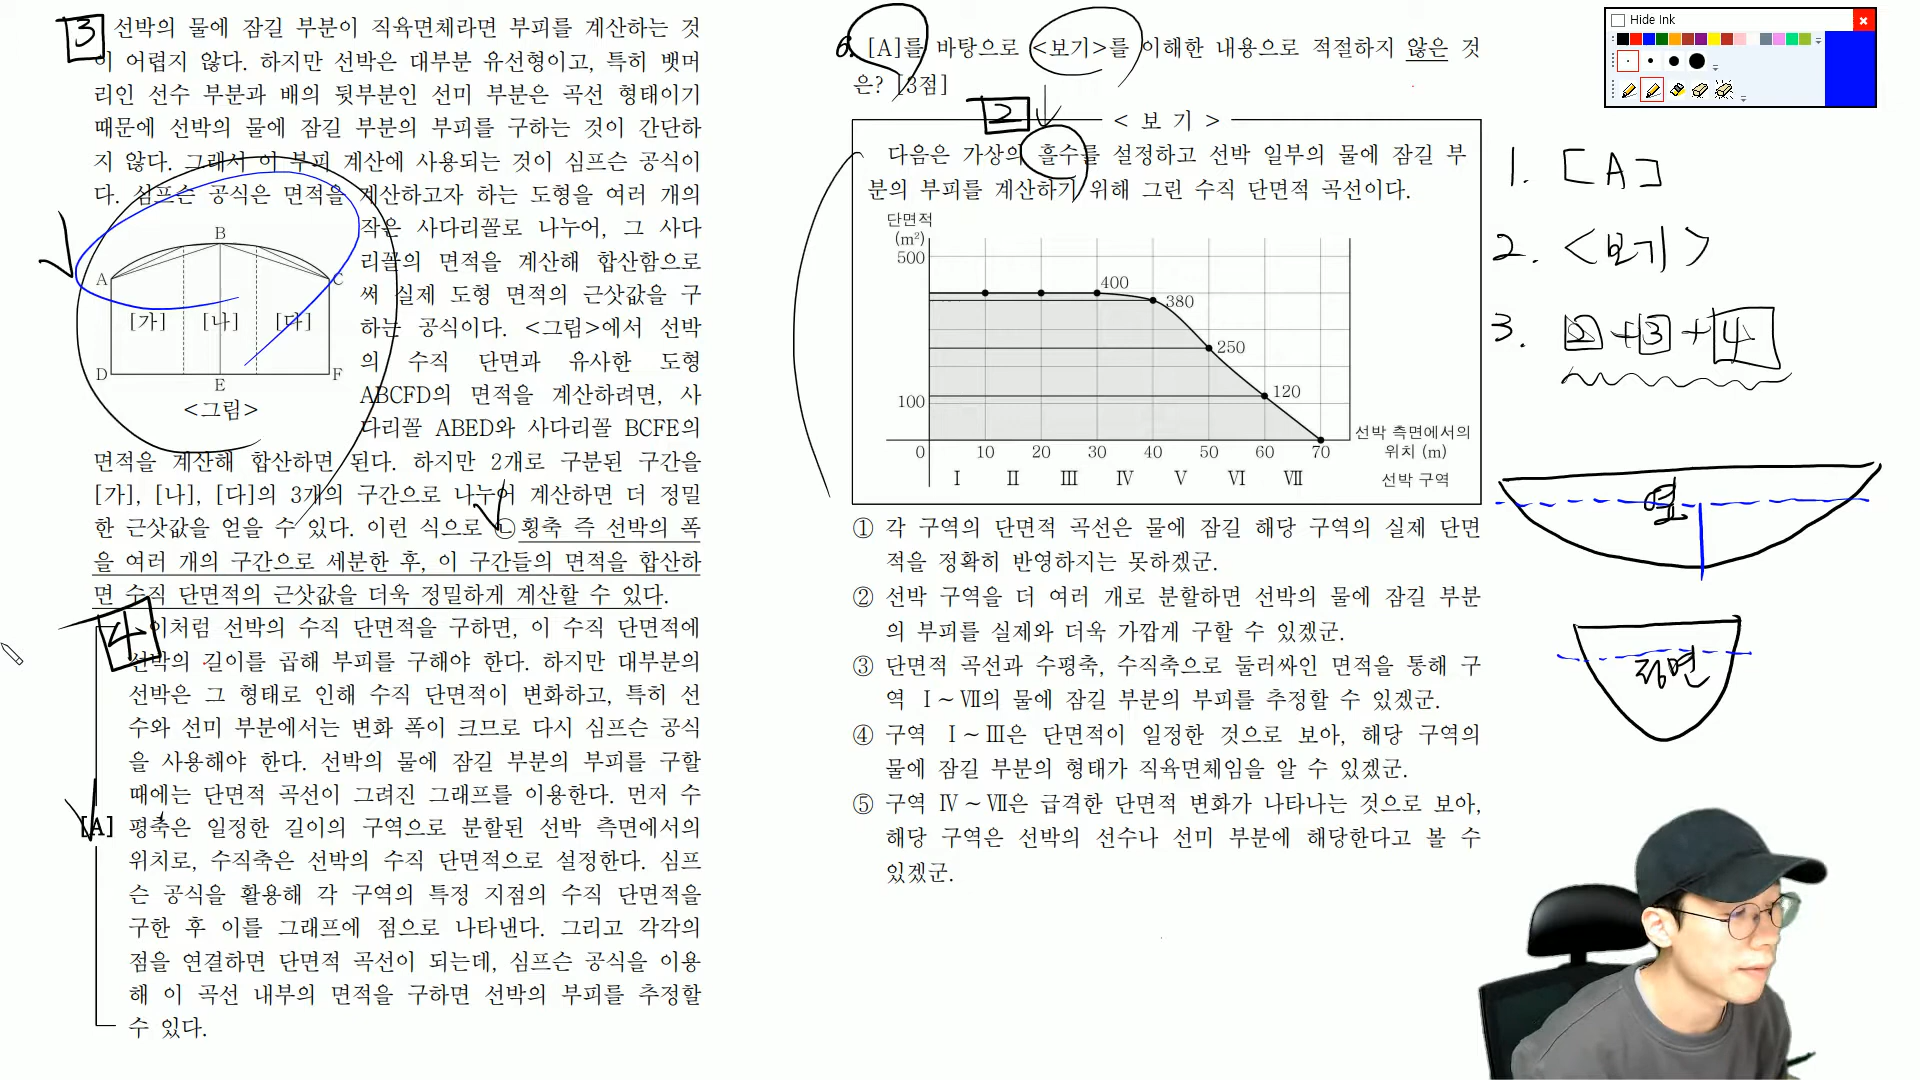 3 선박의 물에 잠길 부분이 직육면체라면 부피를 계산하는 것
이 어렵지 않다. 하지만 선박은 대부분 유선형이고, 특히 뱃머
리인 선수 부분과 배의 뒷부분인 선미 부분은 곡선 형태이기
때문에 선박의 물에 잠길 부분의 부피를 구하는 것이 간단하
지 않다. 그래서 이 부피 계산에 사용되는 것이 심프슨 공식이
다. 심프슨 공식은 면적을 계산하고자 하는 도형을 여러 개의
작은 사다리꼴로 나누어, 그 사다
리꼴의 면적을 계산해 합산함으로
써 실제 도형 면적의 근삿값을 구
하는 공식이다. <그림>에서 선박
의 수직 단면과 유사한 도형
ABCFD의 면적을 계산하려면, 사
다리꼴 ABED와 사다리꼴 BCFE의
B
A C
[가] [나] [다]
D E F
<그림>
면적을 계산해 합산하면 된다. 하지만 2개로 구분된 구간을
[가], [나], [다]의 3개의 구간으로 나누어 계산하면 더 정밀
한 근삿값을 얻을 수 있다. 이런 식으로 ㉡횡축 즉 선박의 폭
을 여러 개의 구간으로 세분한 후, 이 구간들의 면적을 합산하
면 수직 단면적의 근삿값을 더욱 정밀하게 계산할 수 있다.
4 이처럼 선박의 수직 단면적을 구하면, 이 수직 단면적에
선박의 길이를 곱해 부피를 구해야 한다. 하지만 대부분의
선박은 그 형태로 인해 수직 단면적이 변화하고, 특히 선
수와 선미 부분에서는 변화 폭이 크므로 다시 심프슨 공식
을 사용해야 한다. 선박의 물에 잠길 부분의 부피를 구할
때에는 단면적 곡선이 그려진 그래프를 이용한다. 먼저 수
[A] 평축은 일정한 길이의 구역으로 분할된 선박 측면에서의
위치로, 수직축은 선박의 수직 단면적으로 설정한다. 심프
슨 공식을 활용해 각 구역의 특정 지점의 수직 단면적을
구한 후 이를 그래프에 점으로 나타낸다. 그리고 각각의
점을 연결하면 단면적 곡선이 되는데, 심프슨 공식을 이용
해 이 곡선 내부의 면적을 구하면 선박의 부피를 추정할
수 있다.
6. [A]를 바탕으로 <보기>를 이해한 내용으로 적절하지 않은 것
은? [3점]
2
< 보 기 >
다음은 가상의 흘수를 설정하고 선박 일부의 물에 잠길 부
분의 부피를 계산하기 위해 그린 수직 단면적 곡선이다.
단면적
(m²)
500
400
380
250
120
100
0 10 20 30 40 50 60 70
선박 측면에서의
위치 (m)
Ⅰ Ⅱ Ⅲ Ⅳ Ⅴ Ⅵ Ⅶ 선박 구역
① 각 구역의 단면적 곡선은 물에 잠길 해당 구역의 실제 단면
적을 정확히 반영하지는 못하겠군.
② 선박 구역을 더 여러 개로 분할하면 선박의 물에 잠길 부분
의 부피를 실제와 더욱 가깝게 구할 수 있겠군.
③ 단면적 곡선과 수평축, 수직축으로 둘러싸인 면적을 통해 구
역 Ⅰ~Ⅶ의 물에 잠길 부분의 부피를 추정할 수 있겠군.
④ 구역 Ⅰ~Ⅲ은 단면적이 일정한 것으로 보아, 해당 구역의
물에 잠길 부분의 형태가 직육면체임을 알 수 있겠군.
⑤ 구역 Ⅳ~Ⅶ은 급격한 단면적 변화가 나타나는 것으로 보아,
해당 구역은 선박의 선수나 선미 부분에 해당한다고 볼 수
있겠군.
Hide Ink
1. [A]
2. <보기>
3. 2+3+4
옆
정면